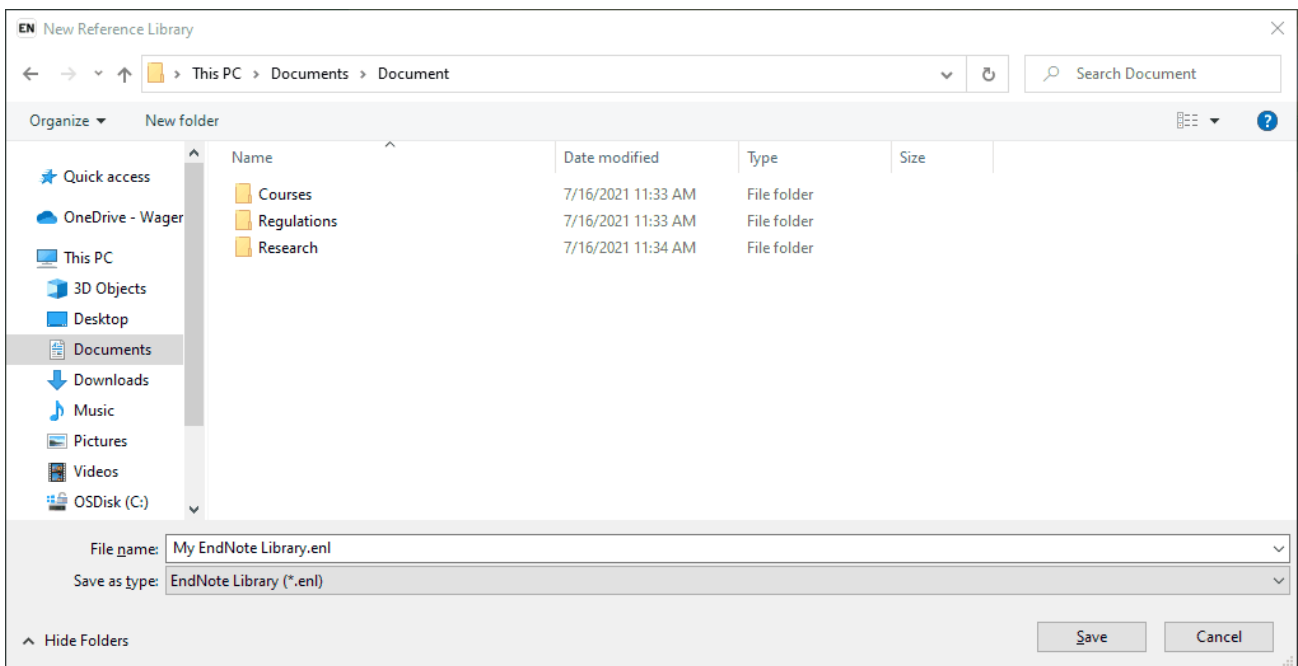 EN New Reference Library
This PC > Documents > Document
Search Document
Organize New folder
?
Name Date modified Type Size
Quick access
OneDrive - Wager
This PC
3D Objects
Desktop
Documents
Downloads
Music
Pictures
Videos
OSDisk (C:)
Courses 7/16/2021 11:33 AM File folder
Regulations 7/16/2021 11:33 AM File folder
Research 7/16/2021 11:34 AM File folder
File name: My EndNote Library.enl
Save as type: EndNote Library (*.enl)
Hide Folders
Save Cancel